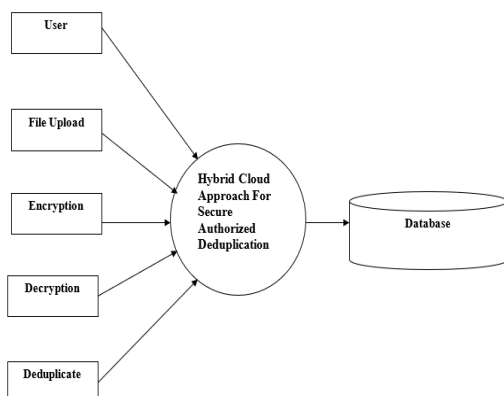 User
File Upload
Encryption
Decryption
Deduplicate
Hybrid Cloud
Approach For
Secure
Authorized
Deduplication
Database